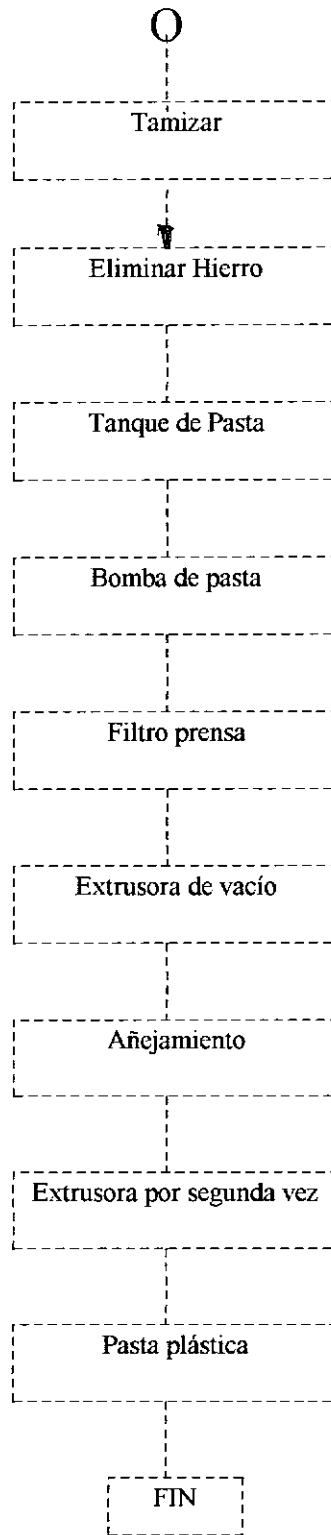 O
Tamizar
Eliminar Hierro
Tanque de Pasta
Bomba de pasta
Filtro prensa
Extrusora de vacío
Añejamiento
Extrusora por segunda vez
Pasta plástica
FIN